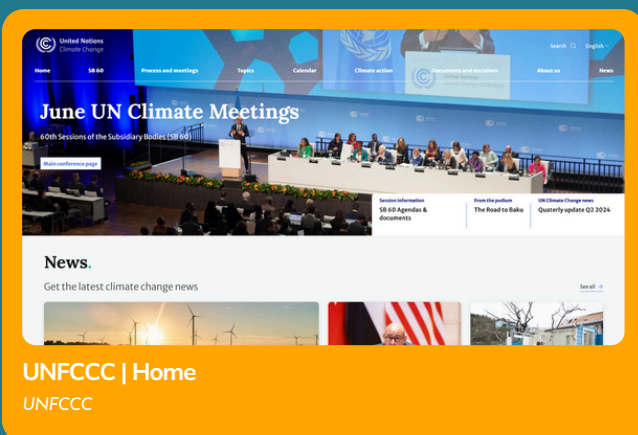 United Nations
Climate Change
Search
English
Home
SB 60
Process and meetings
Topics
Calendar
Climate action
Documents and decisions
About us
News
June UN Climate Meetings
60th Sessions of the Subsidiary Bodies (SB 60)
Main conference page
Session information
SB 60 Agendas &
documents
From the podium
The Road to Baku
UN Climate Change news
Quaterly update Q2 2024
News.
Get the latest climate change news
See all
UNFCCC | Home
UNFCCC